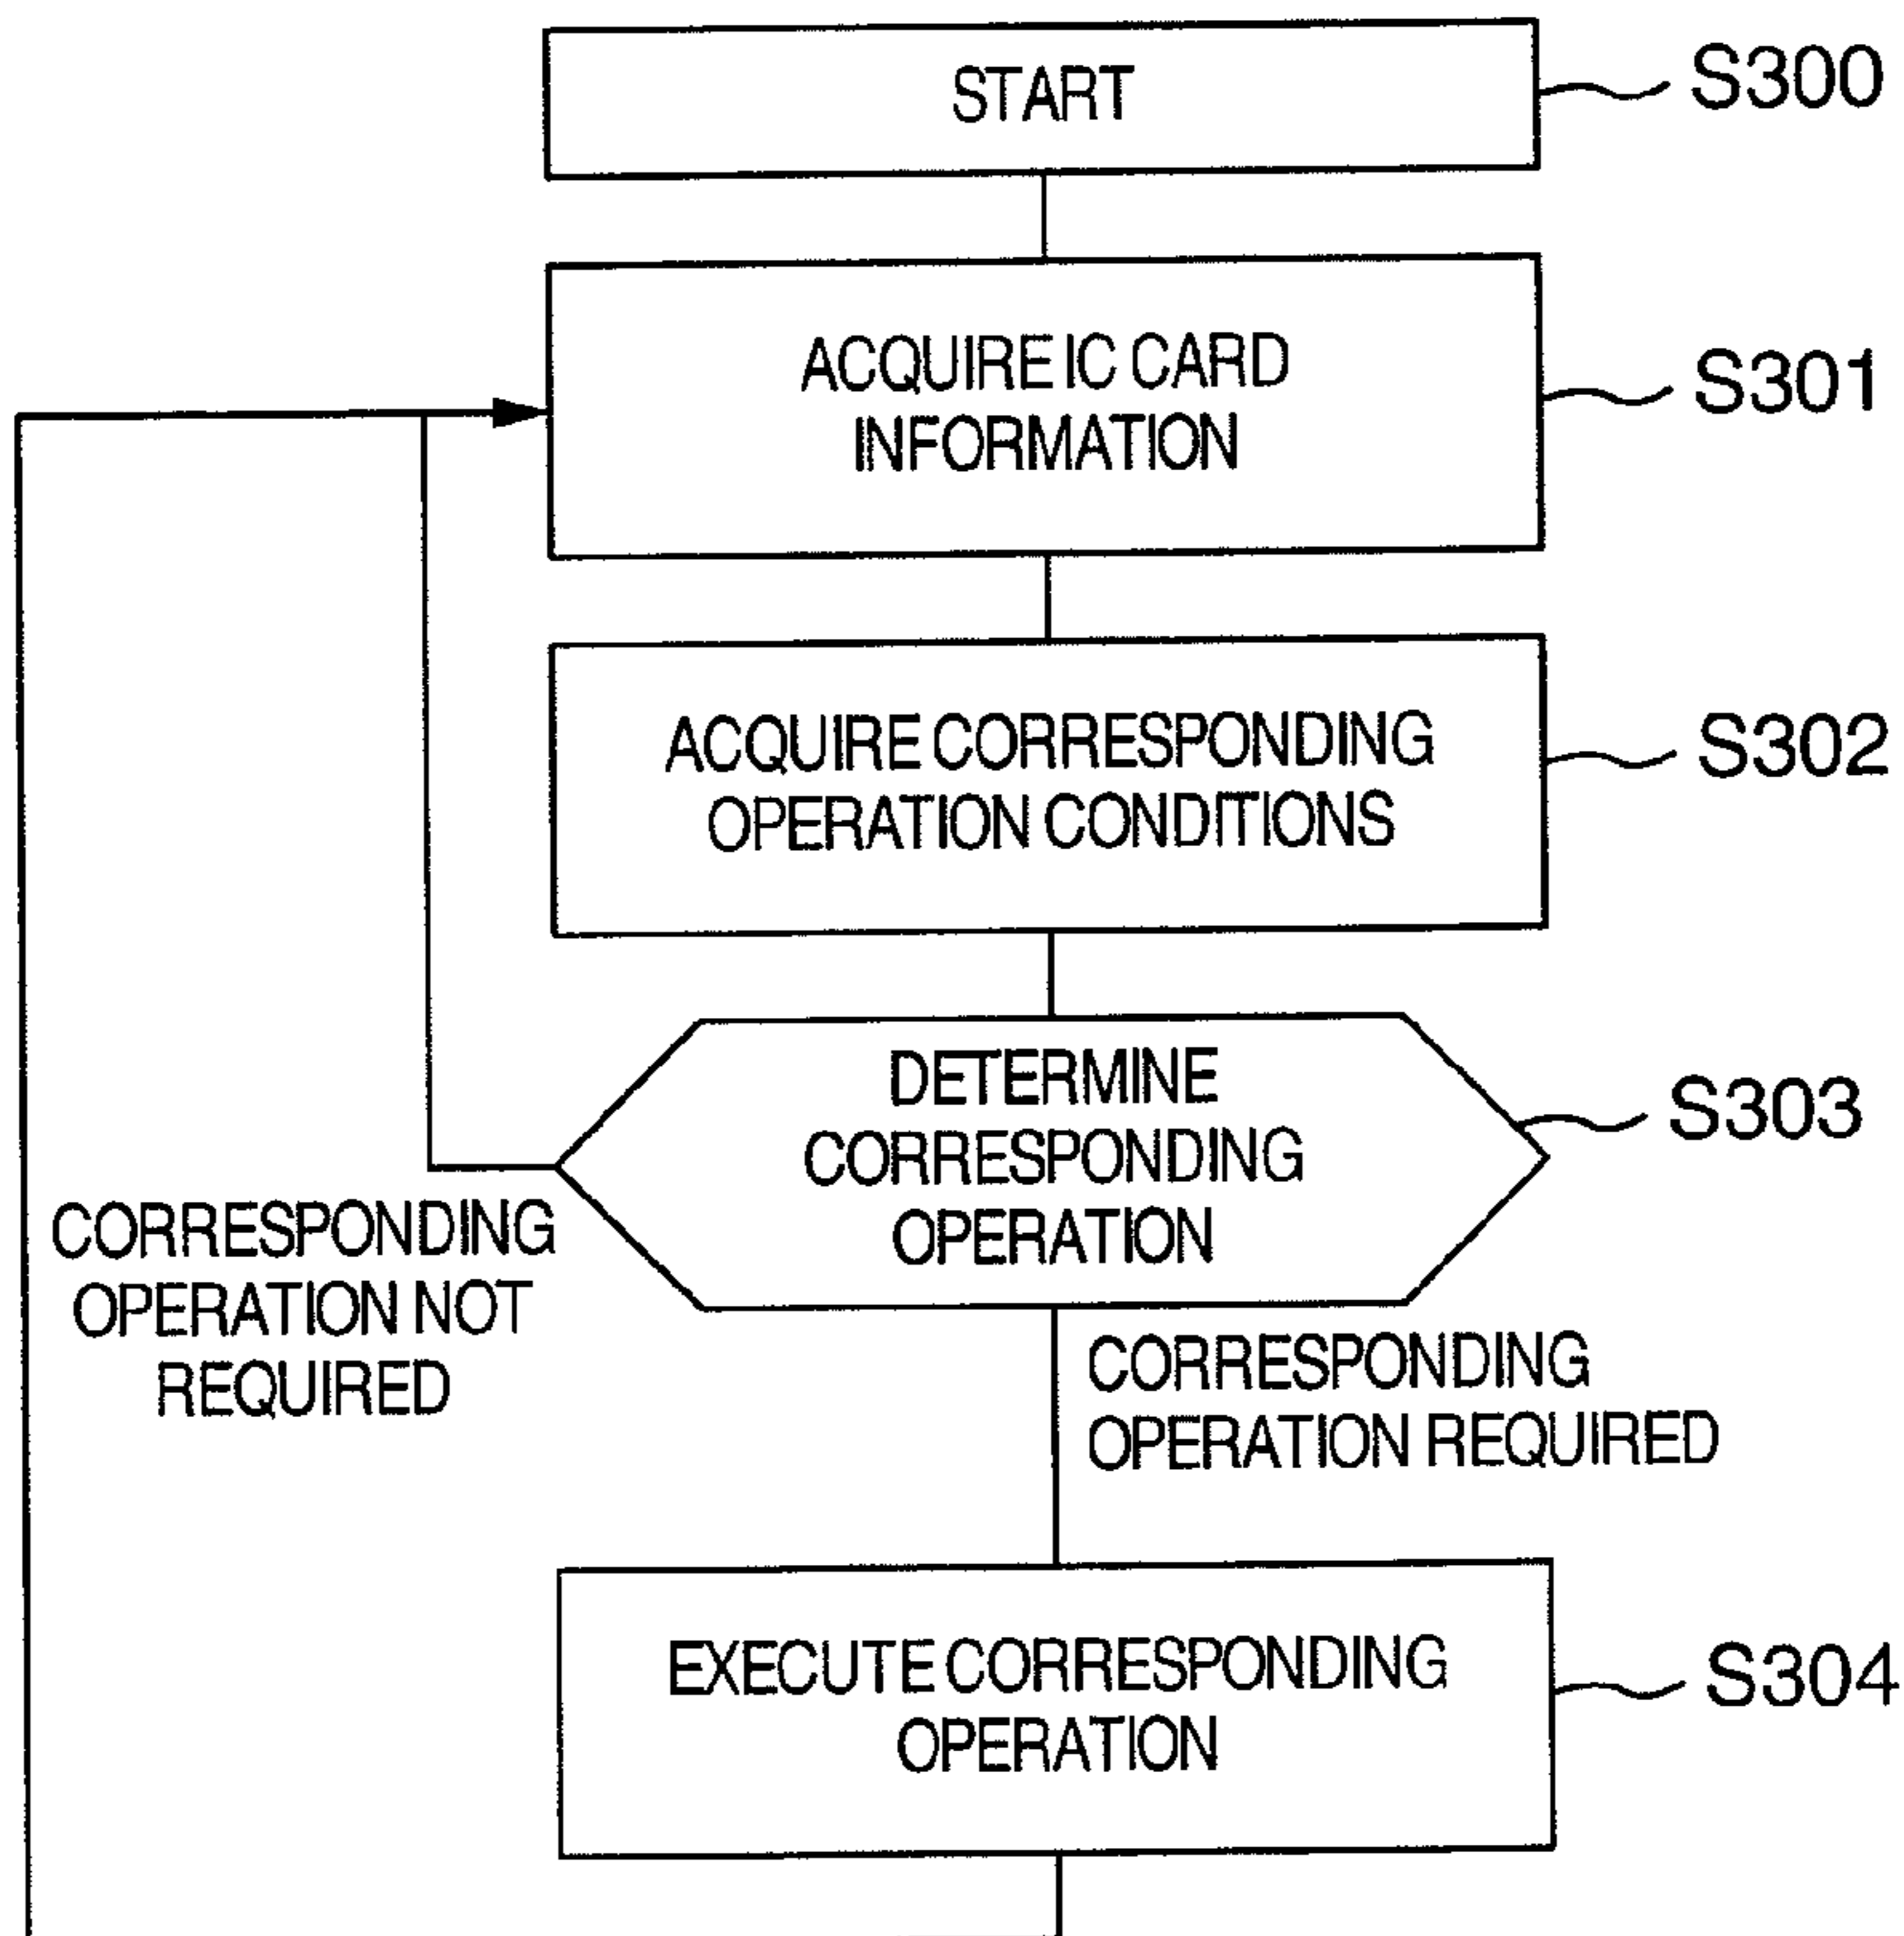 START
S300
ACQUIRE IC CARD
INFORMATION
S301
ACQUIRE CORRESPONDING
OPERATION CONDITIONS
S302
DETERMINE
CORRESPONDING
OPERATION
S303
CORRESPONDING
OPERATION NOT
REQUIRED
CORRESPONDING
OPERATION REQUIRED
EXECUTE CORRESPONDING
OPERATION
S304